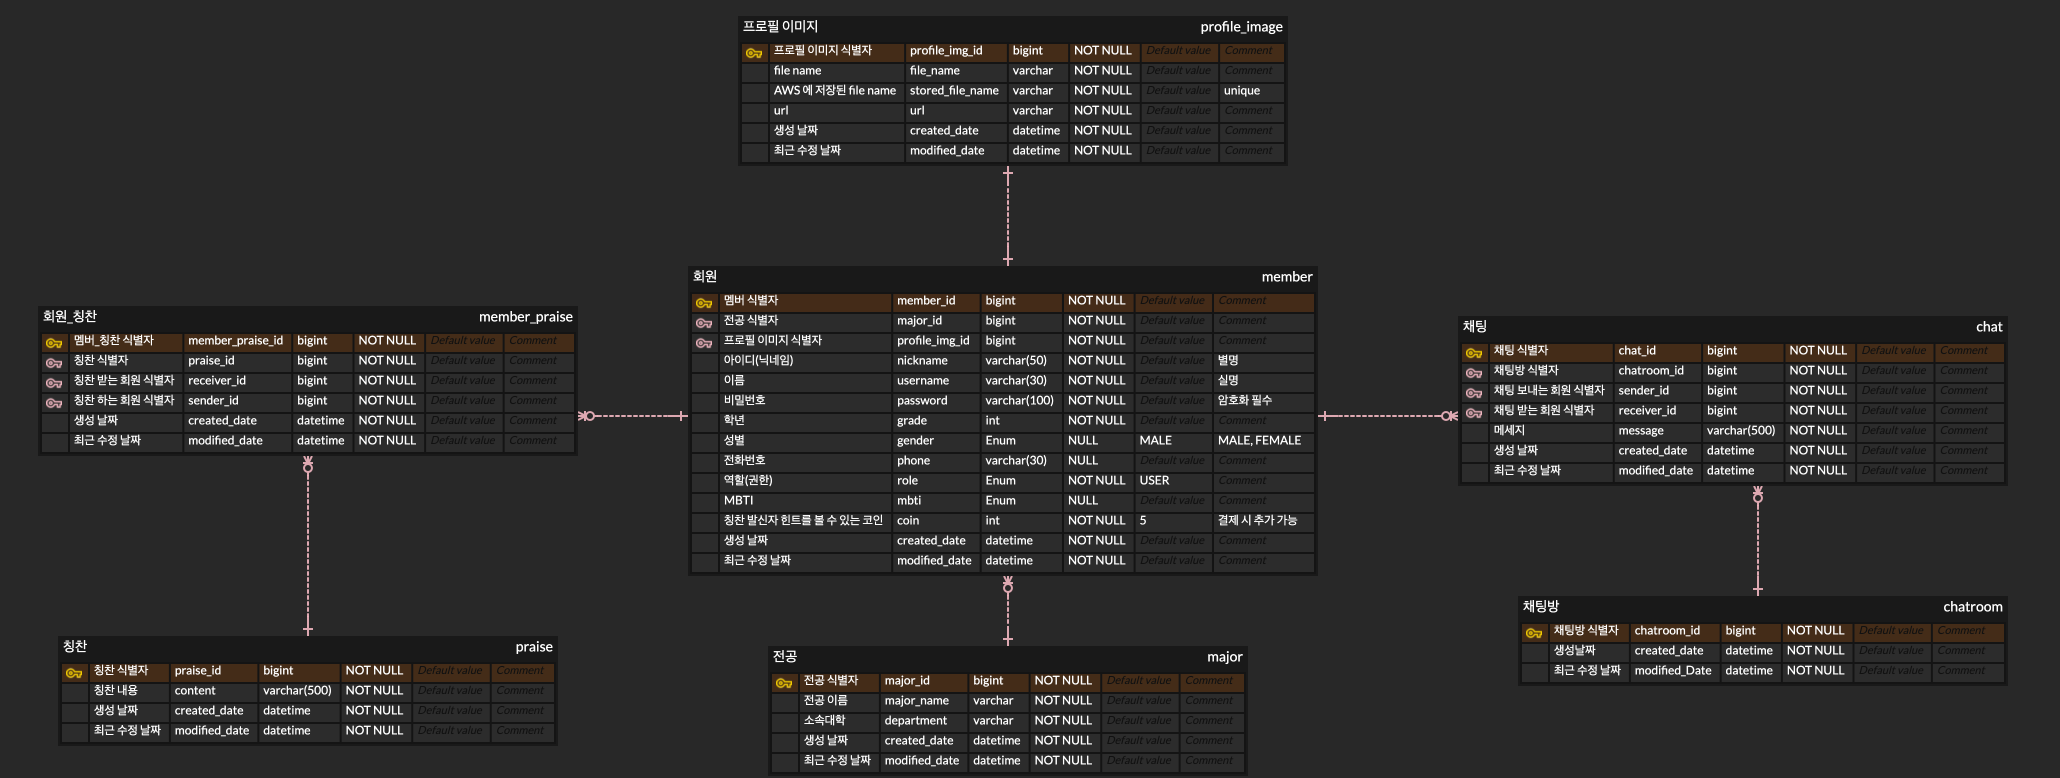 프로필 이미지 profile_image
프로필 이미지 식별자 profile_img_id bigint NOT NULL Default value Comment
file name file_name varchar NOT NULL Default value Comment
AWS 에 저장된 file name stored_file_name varchar NOT NULL Default value unique
url url varchar NOT NULL Default value Comment
생성 날짜 created_date datetime NOT NULL Default value Comment
최근 수정 날짜 modified_date datetime NOT NULL Default value Comment
회원 member
멤버 식별자 member_id bigint NOT NULL Default value Comment
전공 식별자 major_id bigint NOT NULL Default value Comment
프로필 이미지 식별자 profile_img_id bigint NOT NULL Default value Comment
아이디(닉네임) nickname varchar(50) NOT NULL Default value 별명
이름 username varchar(30) NOT NULL Default value 실명
비밀번호 password varchar(100) NOT NULL Default value 암호화 필수
학년 grade int NOT NULL Default value Comment
성별 gender Enum NULL MALE MALE, FEMALE
전화번호 phone varchar(30) NULL Default value Comment
역할(권한) role Enum NOT NULL USER Comment
MBTI mbti Enum NULL Default value Comment
칭찬 발신자 힌트를 볼 수 있는 코인 coin int NOT NULL 5 결제 시 추가 가능
생성 날짜 created_date datetime NOT NULL Default value Comment
최근 수정 날짜 modified_date datetime NOT NULL Default value Comment
회원_칭찬 member_praise
멤버_칭찬 식별자 member_praise_id bigint NOT NULL Default value Comment
칭찬 식별자 praise_id bigint NOT NULL Default value Comment
칭찬 받는 회원 식별자 receiver_id bigint NOT NULL Default value Comment
칭찬 하는 회원 식별자 sender_id bigint NOT NULL Default value Comment
생성 날짜 created_date datetime NOT NULL Default value Comment
최근 수정 날짜 modified_date datetime NOT NULL Default value Comment
채팅 chat
채팅 식별자 chat_id bigint NOT NULL Default value Comment
채팅방 식별자 chatroom_id bigint NOT NULL Default value Comment
채팅 보내는 회원 식별자 sender_id bigint NOT NULL Default value Comment
채팅 받는 회원 식별자 receiver_id bigint NOT NULL Default value Comment
메세지 message varchar(500) NOT NULL Default value Comment
생성 날짜 created_date datetime NOT NULL Default value Comment
최근 수정 날짜 modified_date datetime NOT NULL Default value Comment
칭찬 praise
칭찬 식별자 praise_id bigint NOT NULL Default value Comment
칭찬 내용 content varchar(500) NOT NULL Default value Comment
생성 날짜 created_date datetime NOT NULL Default value Comment
최근 수정 날짜 modified_date datetime NOT NULL Default value Comment
전공 major
전공 식별자 major_id bigint NOT NULL Default value Comment
전공 이름 major_name varchar NOT NULL Default value Comment
소속대학 department varchar NOT NULL Default value Comment
생성 날짜 created_date datetime NOT NULL Default value Comment
최근 수정 날짜 modified_date datetime NOT NULL Default value Comment
채팅방 chatroom
채팅방 식별자 chatroom_id bigint NOT NULL Default value Comment
생성날짜 created_date datetime NOT NULL Default value Comment
최근 수정 날짜 modified_Date datetime NOT NULL Default value Comment